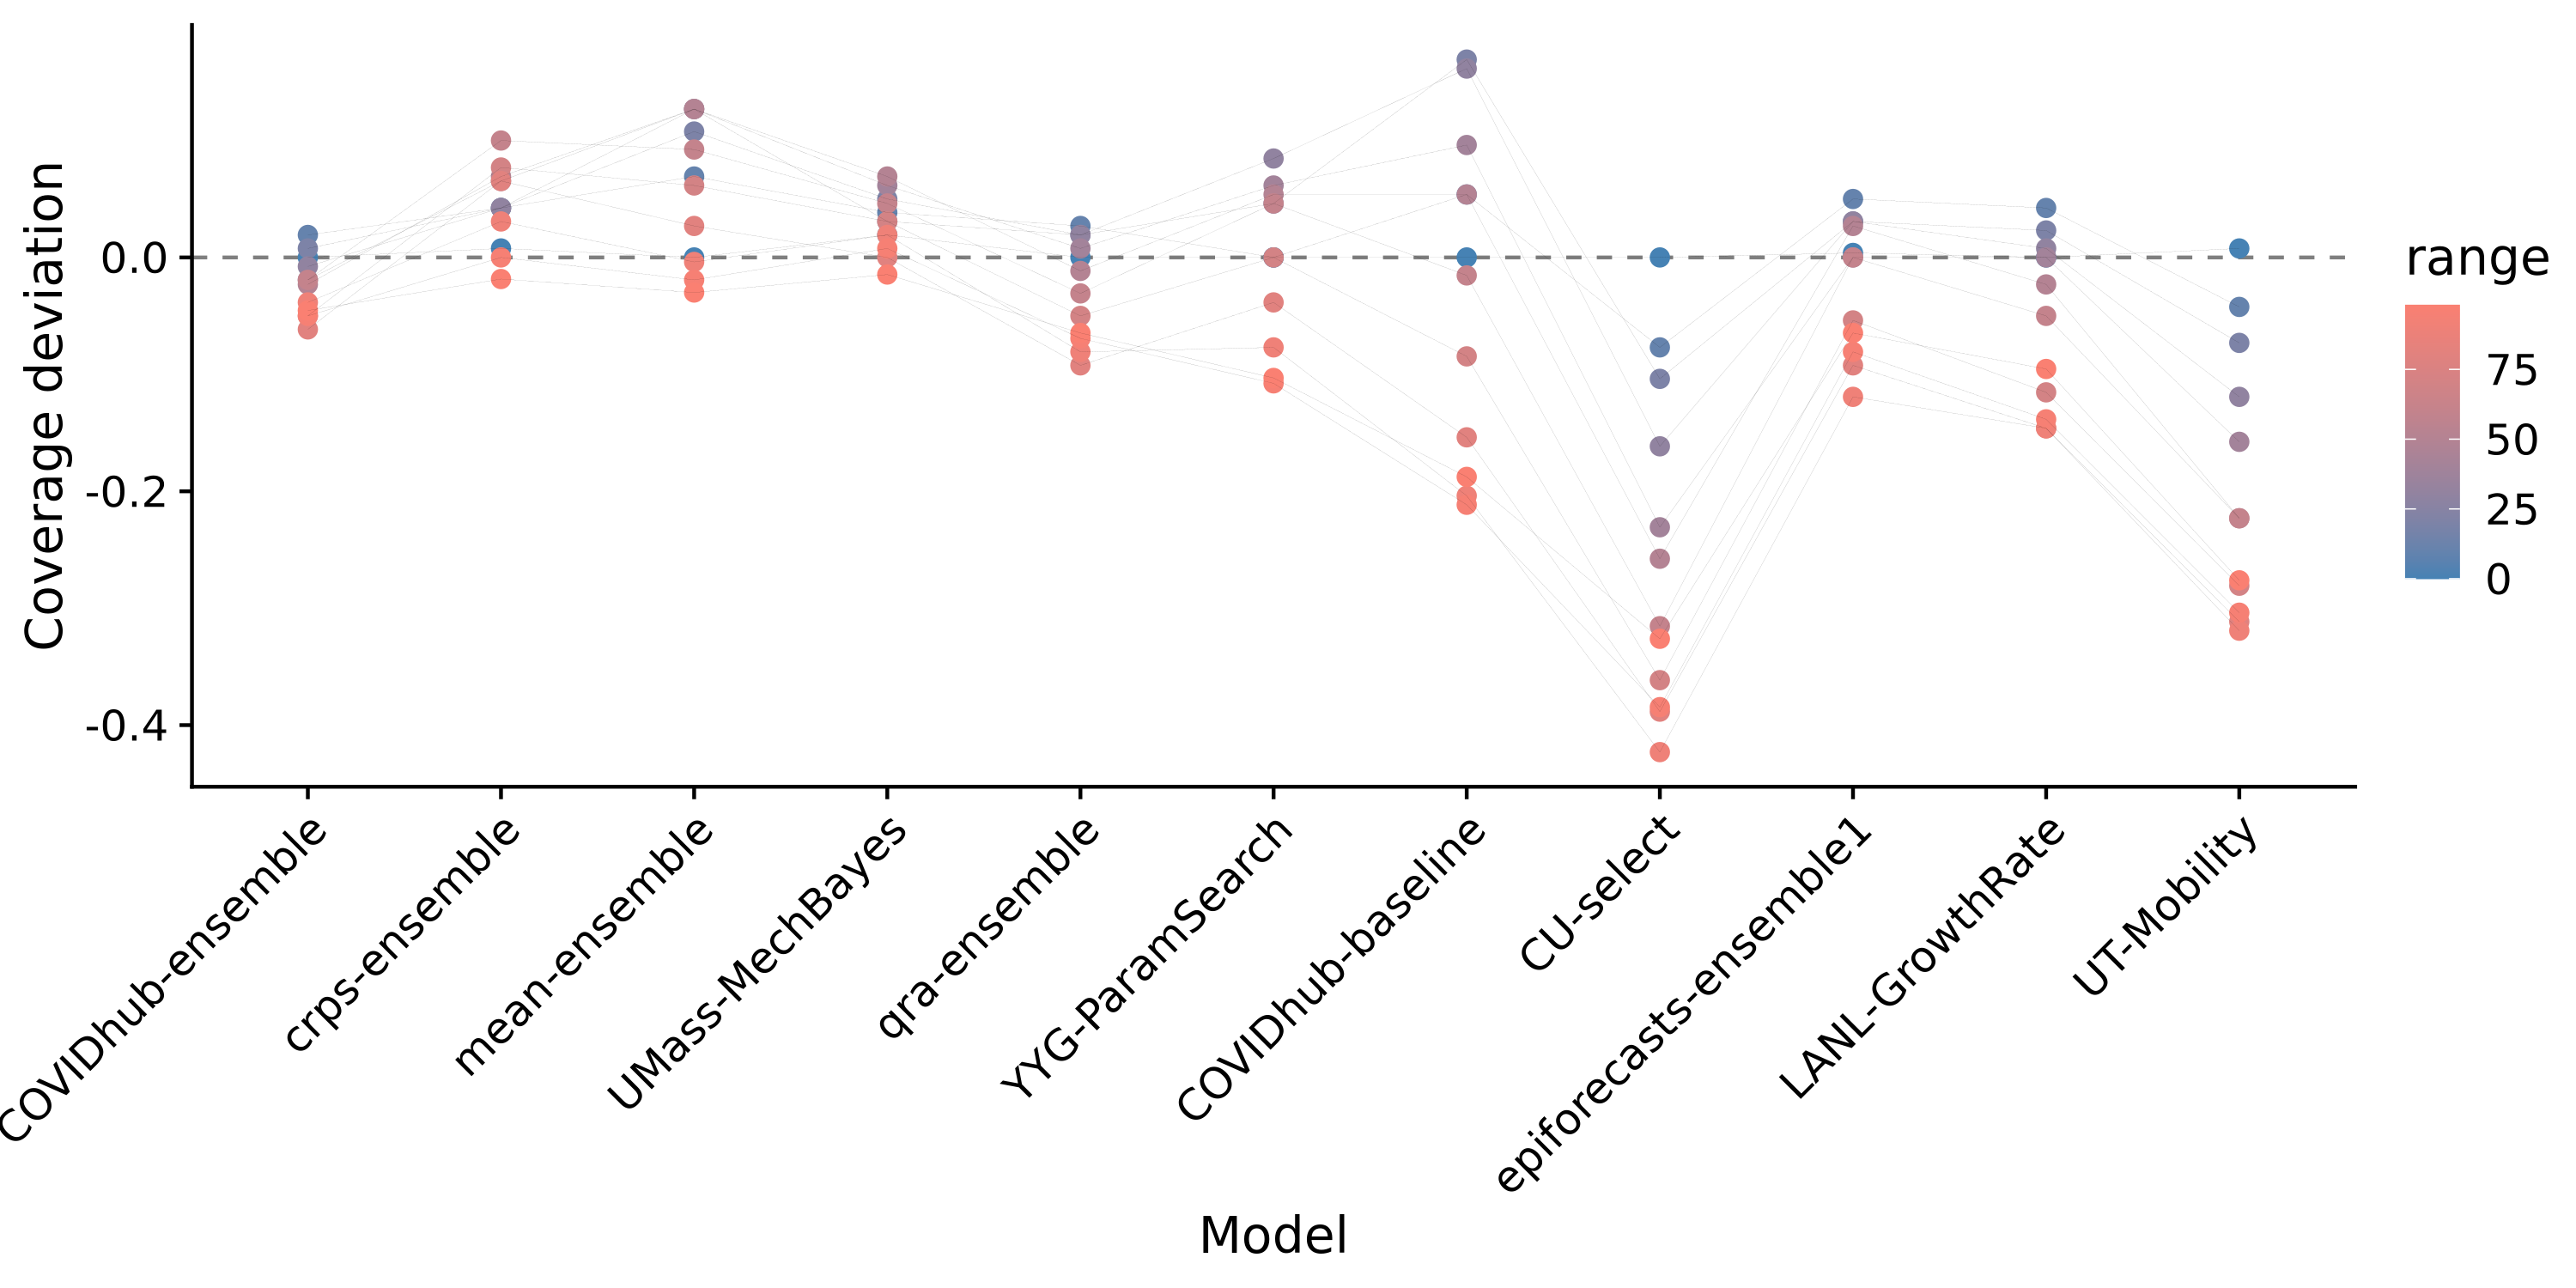 Coverage deviation
0.0
-0.2
-0.4
COVIDhub-ensemble
crps-ensemble
mean-ensemble
UMass-MechBayes
qra-ensemble
YYG-ParamSearch
COVIDhub-baseline
CU-select
epiforecasts-ensemble1
LANL-GrowthRate
UT-Mobility
Model
range
75
50
25
0